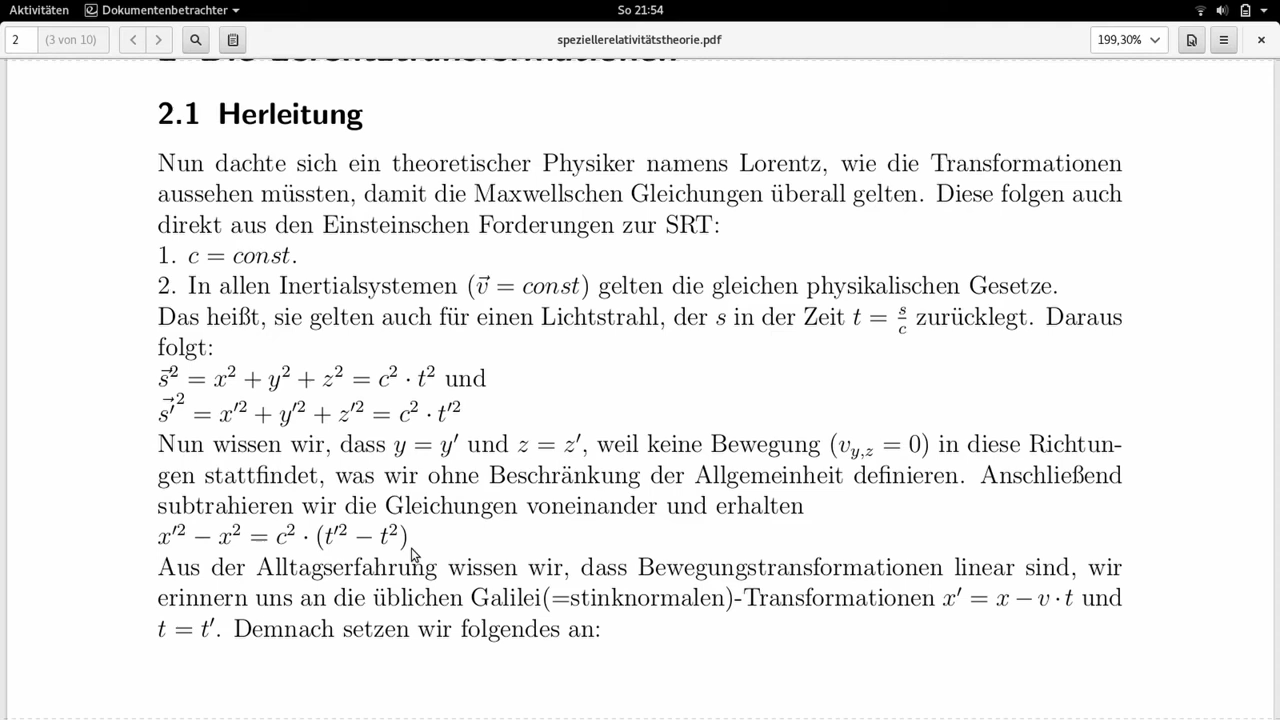 Aktivitäten Dokumentenbetrachter So 21:54
2 (3 von 10) speziellerelativitätstheorie.pdf 199,30%
2 Die Lorentztransformationen
2.1 Herleitung
Nun dachte sich ein theoretischer Physiker namens Lorentz, wie die Transformationen
aussehen müssten, damit die Maxwellschen Gleichungen überall gelten. Diese folgen auch
direkt aus den Einsteinschen Forderungen zur SRT:
1. c = const.
2. In allen Inertialsystemen (v⃗ = const) gelten die gleichen physikalischen Gesetze.
Das heißt, sie gelten auch für einen Lichtstrahl, der s in der Zeit t = s/c zurücklegt. Daraus
folgt:
s⃗² = x² + y² + z² = c² · t² und
s⃗′² = x′² + y′² + z′² = c² · t′²
Nun wissen wir, dass y = y′ und z = z′, weil keine Bewegung (v_{y,z} = 0) in diese Richtun-
gen stattfindet, was wir ohne Beschränkung der Allgemeinheit definieren. Anschließend
subtrahieren wir die Gleichungen voneinander und erhalten
x′² − x² = c² · (t′² − t²)
Aus der Alltagserfahrung wissen wir, dass Bewegungstransformationen linear sind, wir
erinnern uns an die üblichen Galilei(=stinknormalen)-Transformationen x′ = x − v · t und
t = t′. Demnach setzen wir folgendes an: